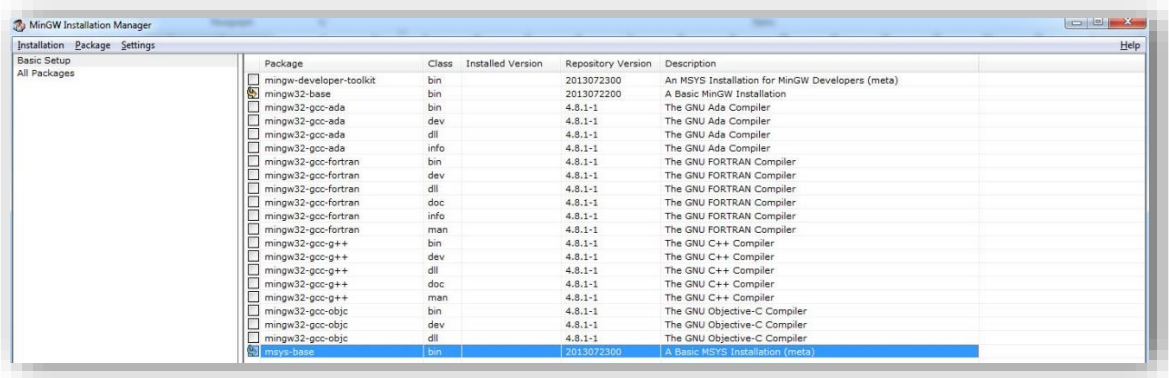 MinGW Installation Manager
Installation Package Settings Help
Basic Setup
All Packages
Package Class Installed Version Repository Version Description
mingw-developer-toolkit bin 2013072300 An MSYS Installation for MinGW Developers (meta)
mingw32-base bin 2013072200 A Basic MinGW Installation
mingw32-gcc-ada bin 4.8.1-1 The GNU Ada Compiler
mingw32-gcc-ada dev 4.8.1-1 The GNU Ada Compiler
mingw32-gcc-ada dll 4.8.1-1 The GNU Ada Compiler
mingw32-gcc-ada info 4.8.1-1 The GNU Ada Compiler
mingw32-gcc-fortran bin 4.8.1-1 The GNU FORTRAN Compiler
mingw32-gcc-fortran dev 4.8.1-1 The GNU FORTRAN Compiler
mingw32-gcc-fortran dll 4.8.1-1 The GNU FORTRAN Compiler
mingw32-gcc-fortran doc 4.8.1-1 The GNU FORTRAN Compiler
mingw32-gcc-fortran info 4.8.1-1 The GNU FORTRAN Compiler
mingw32-gcc-fortran man 4.8.1-1 The GNU FORTRAN Compiler
mingw32-gcc-g++ bin 4.8.1-1 The GNU C++ Compiler
mingw32-gcc-g++ dev 4.8.1-1 The GNU C++ Compiler
mingw32-gcc-g++ dll 4.8.1-1 The GNU C++ Compiler
mingw32-gcc-g++ doc 4.8.1-1 The GNU C++ Compiler
mingw32-gcc-g++ man 4.8.1-1 The GNU C++ Compiler
mingw32-gcc-objc bin 4.8.1-1 The GNU Objective-C Compiler
mingw32-gcc-objc dev 4.8.1-1 The GNU Objective-C Compiler
mingw32-gcc-objc dll 4.8.1-1 The GNU Objective-C Compiler
msys-base bin 2013072300 A Basic MSYS Installation (meta)